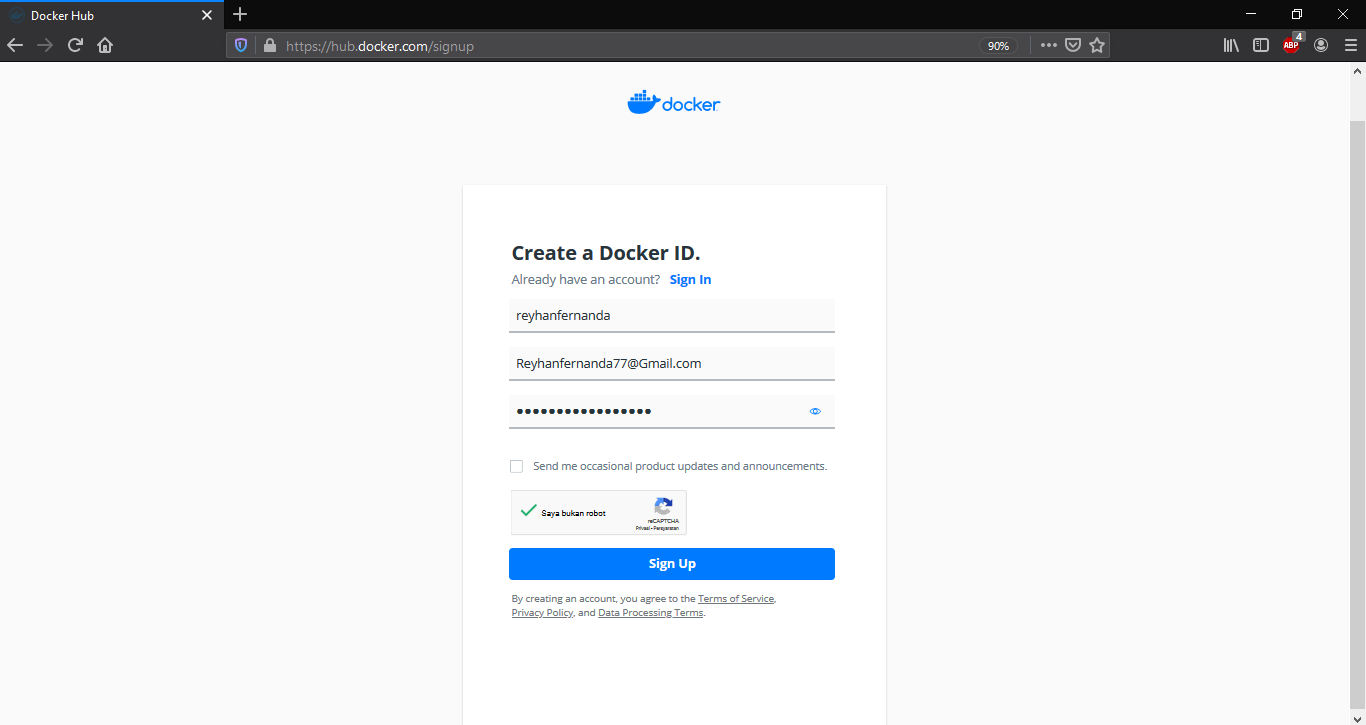 Docker Hub
https://hub.docker.com/signup
90%
ABP
4
docker
Create a Docker ID.
Already have an account? Sign In
reyhanfernanda
Reyhanfernanda77@Gmail.com
Send me occasional product updates and announcements.
Saya bukan robot
reCAPTCHA
Privasi • Persyaratan
Sign Up
By creating an account, you agree to the Terms of Service,
Privacy Policy, and Data Processing Terms.